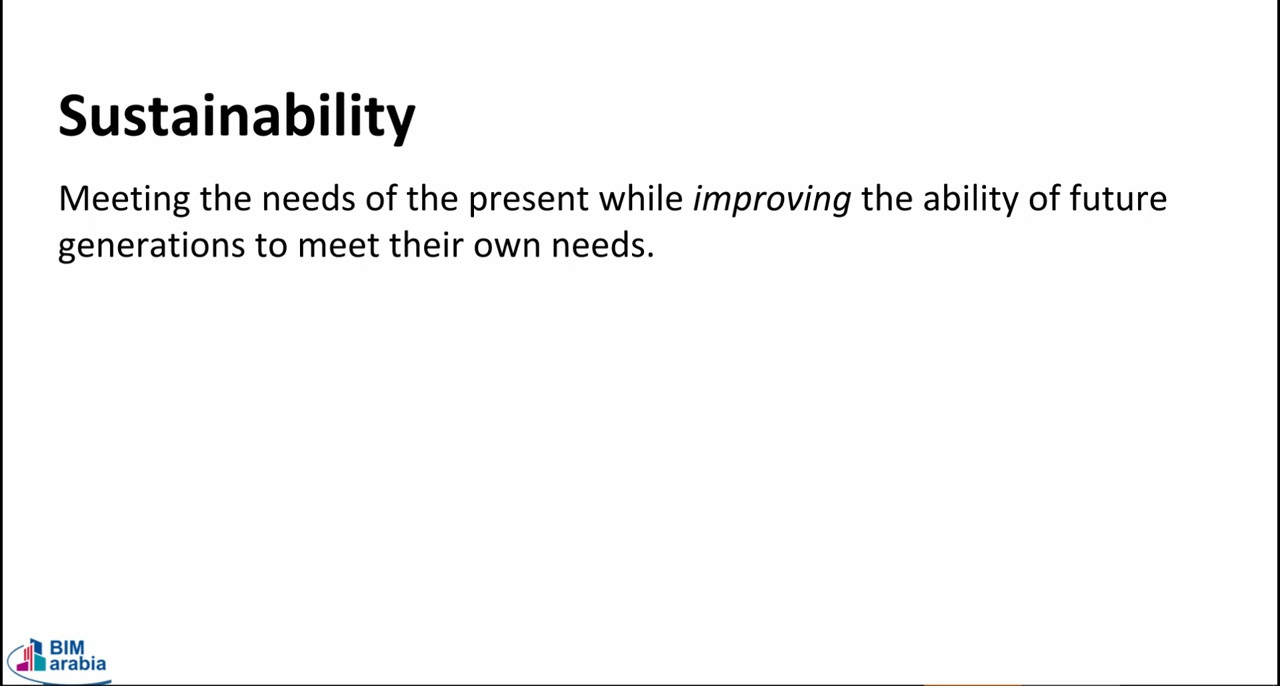 Sustainability
Meeting the needs of the present while improving the ability of future
generations to meet their own needs.
BIM
arabia